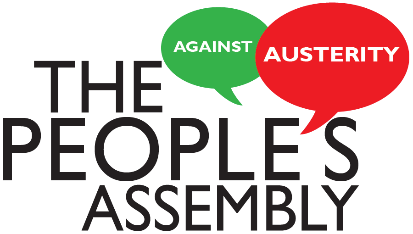 THE
PEOPLE'S
ASSEMBLY
AGAINST
AUSTERITY